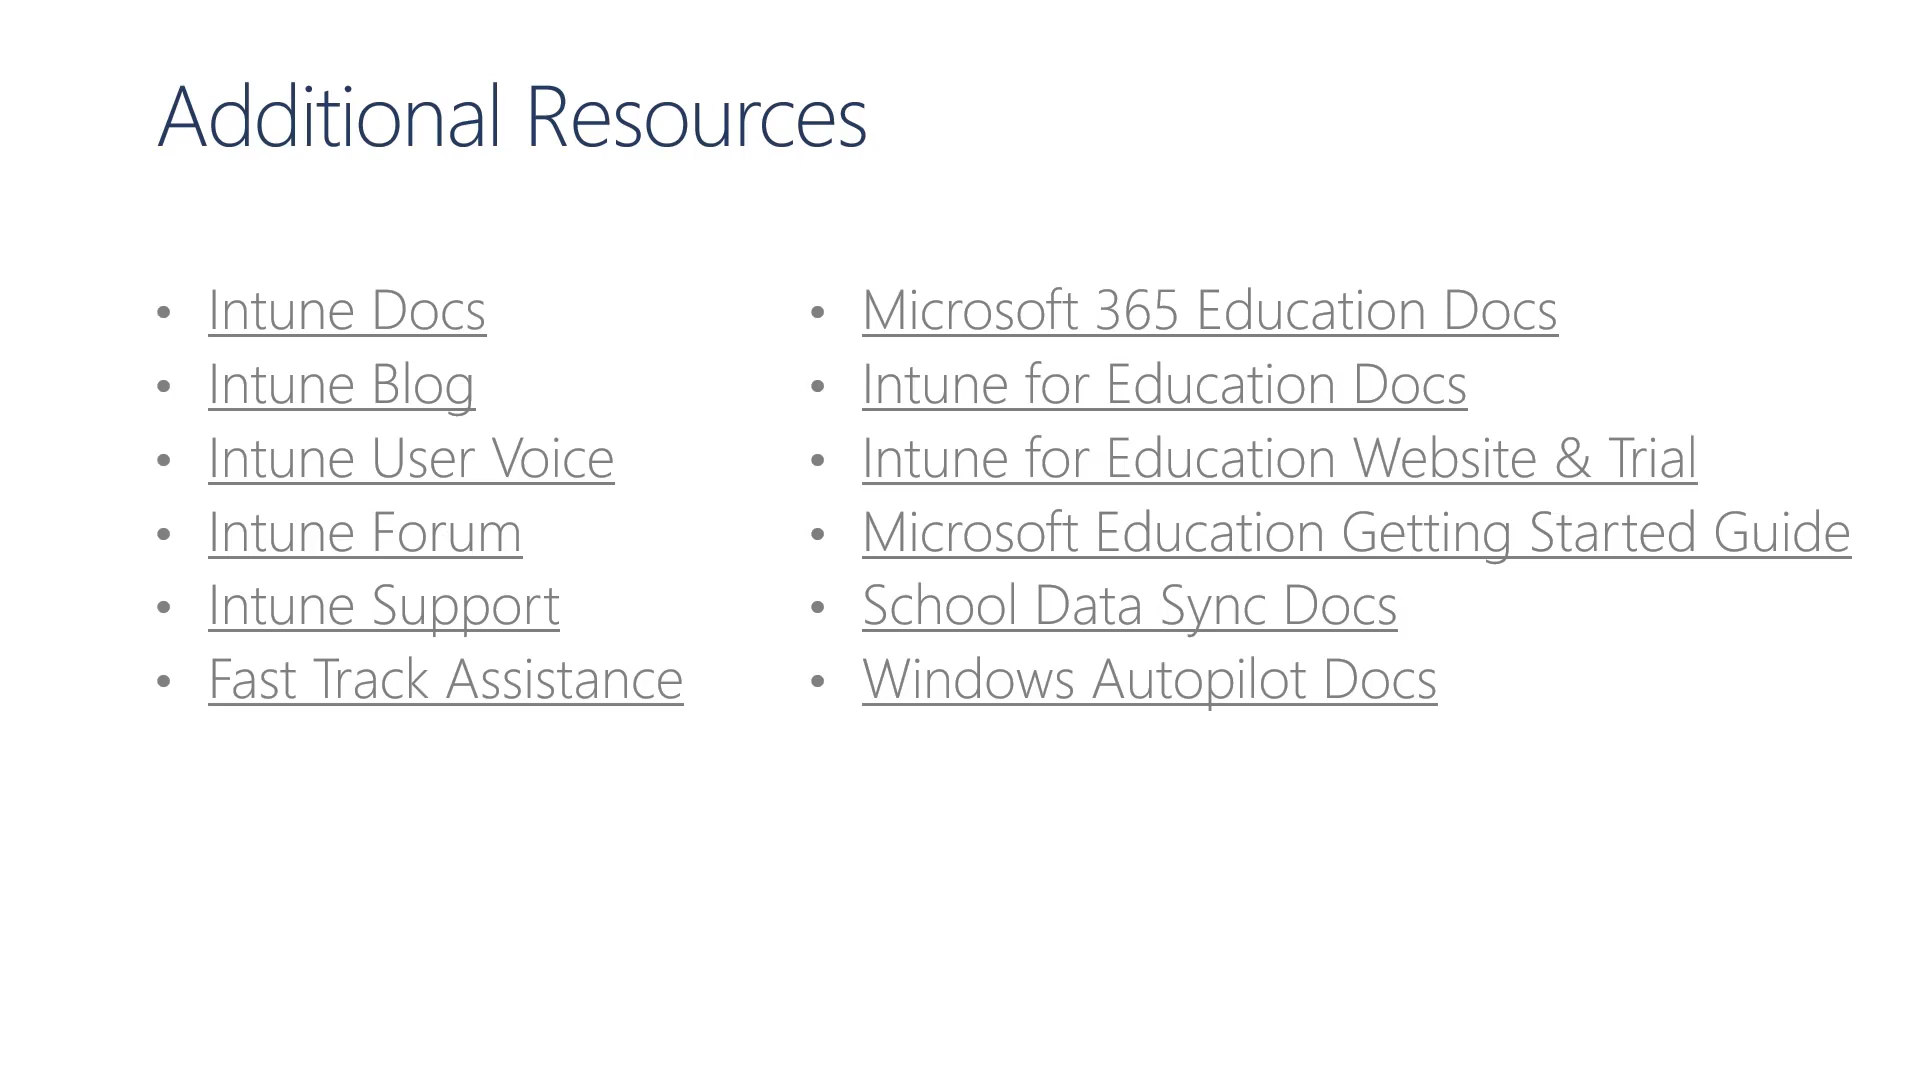 Additional Resources
• Intune Docs
• Intune Blog
• Intune User Voice
• Intune Forum
• Intune Support
• Fast Track Assistance
• Microsoft 365 Education Docs
• Intune for Education Docs
• Intune for Education Website & Trial
• Microsoft Education Getting Started Guide
• School Data Sync Docs
• Windows Autopilot Docs